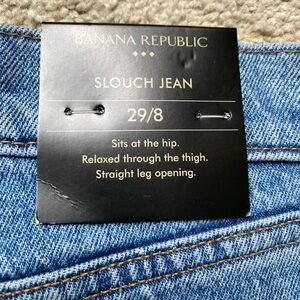 BANANA REPUBLIC
SLOUCH JEAN
29/8
Sits at the hip.
Relaxed through the thigh.
Straight leg opening.